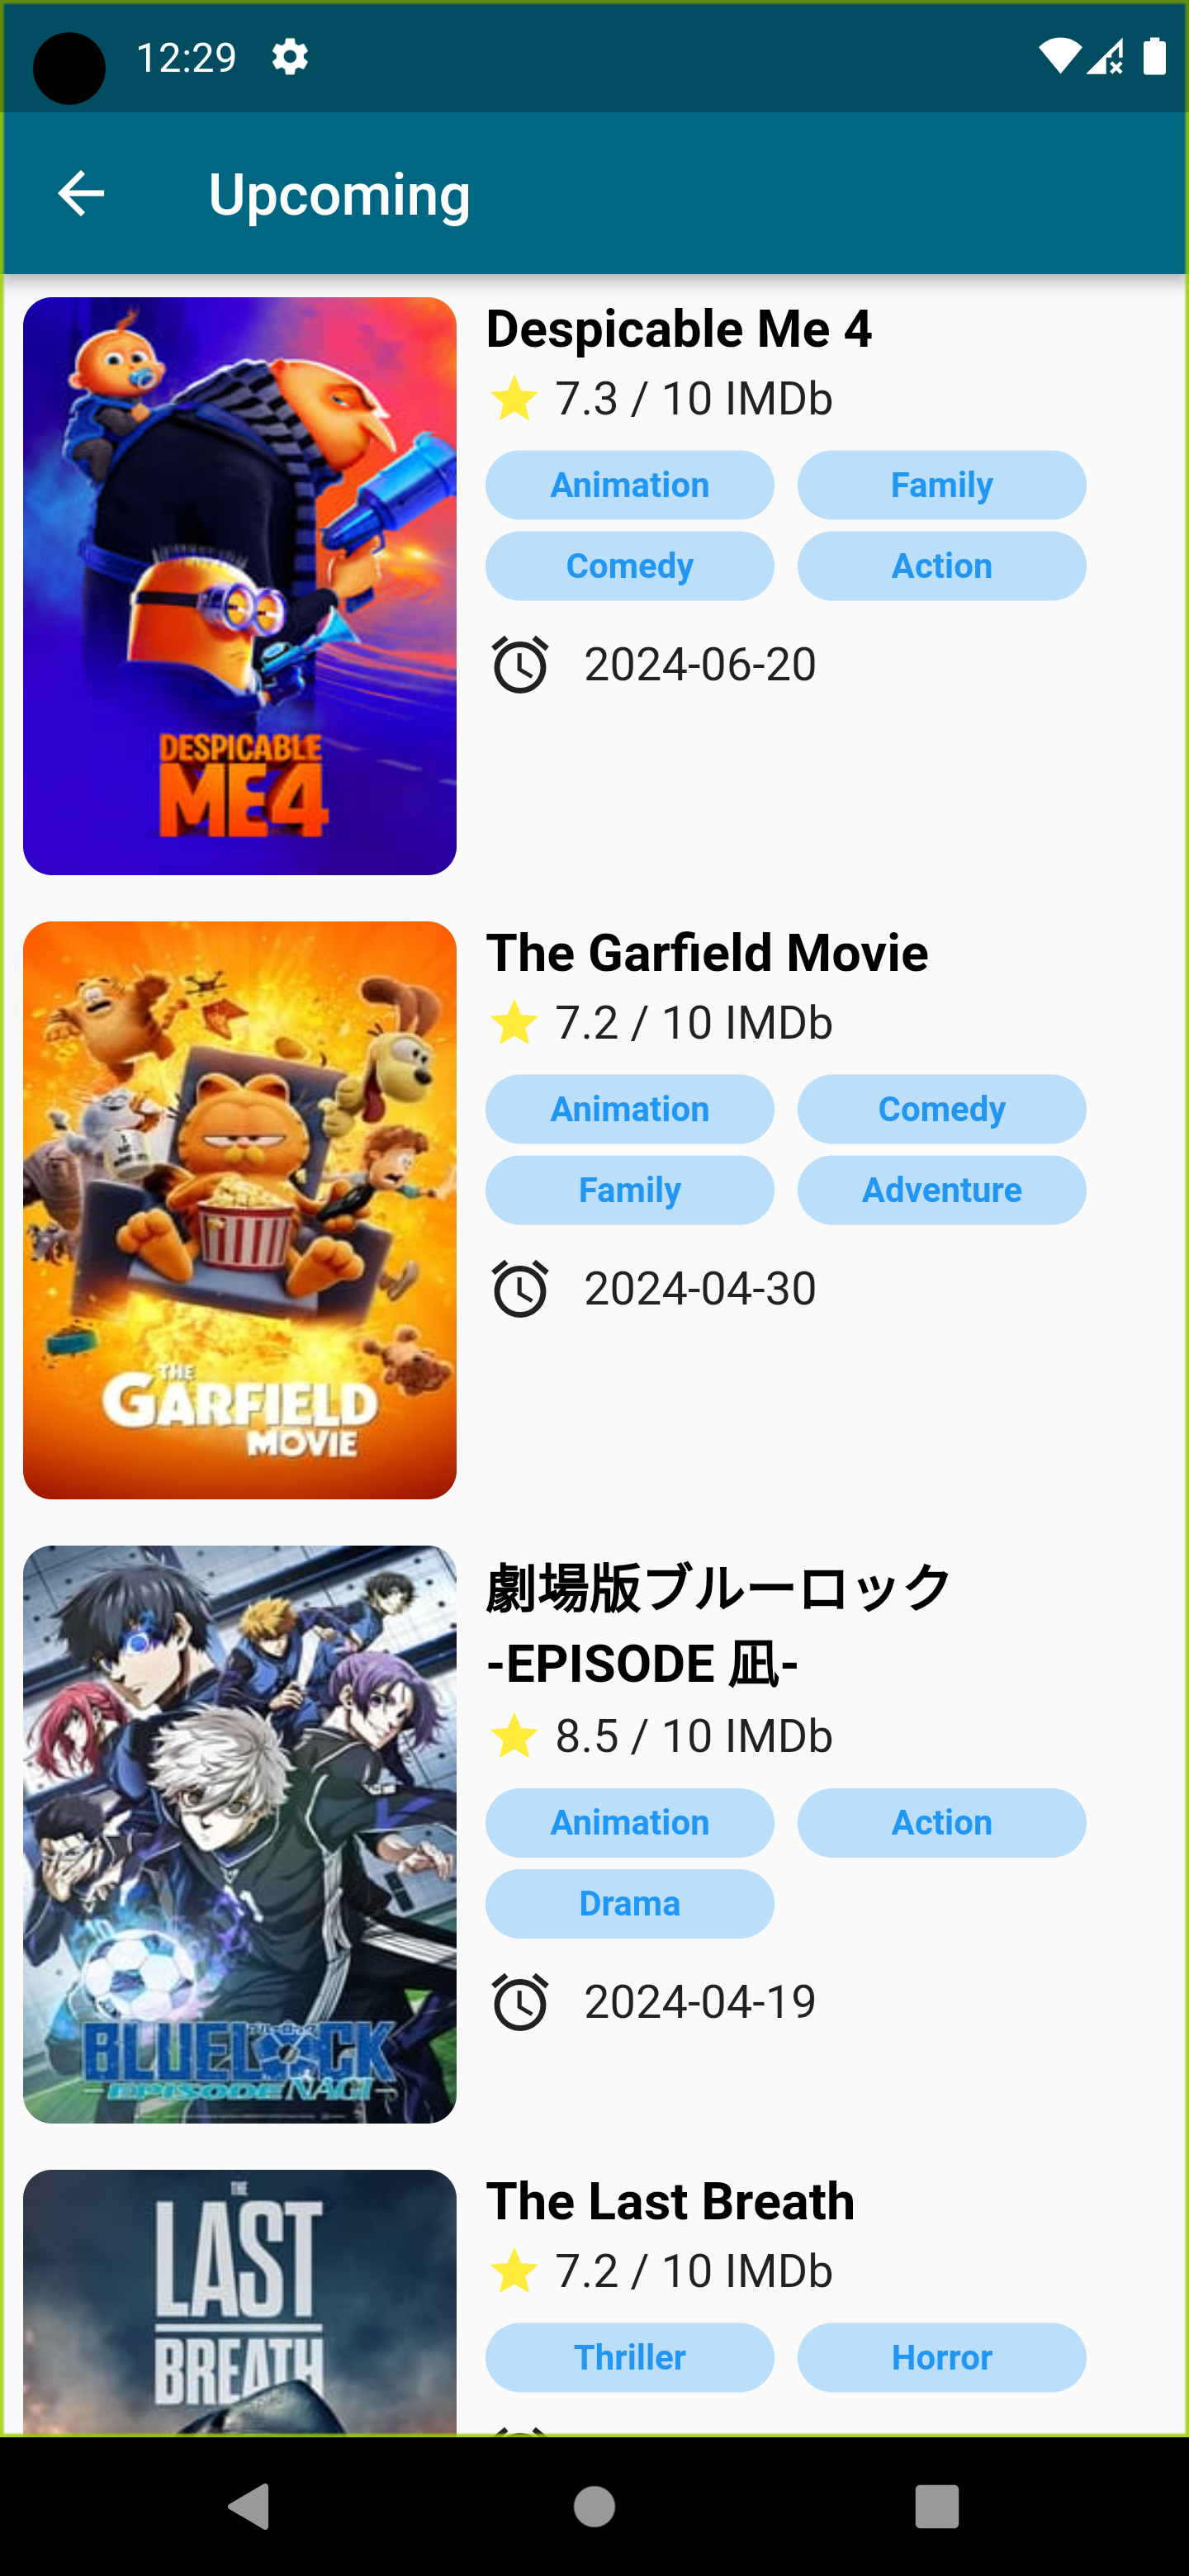 12:29
Upcoming
DESPICABLE
ME4
Despicable Me 4
7.3 / 10 IMDb
Animation
Family
Comedy
Action
2024-06-20
THE
GARFIELD
MOVIE
The Garfield Movie
7.2 / 10 IMDb
Animation
Comedy
Family
Adventure
2024-04-30
BLUELOCK
EPISODE NAGI
劇場版ブルーロック
-EPISODE 凪-
8.5 / 10 IMDb
Animation
Action
Drama
2024-04-19
THE
LAST
BREATH
The Last Breath
7.2 / 10 IMDb
Thriller
Horror